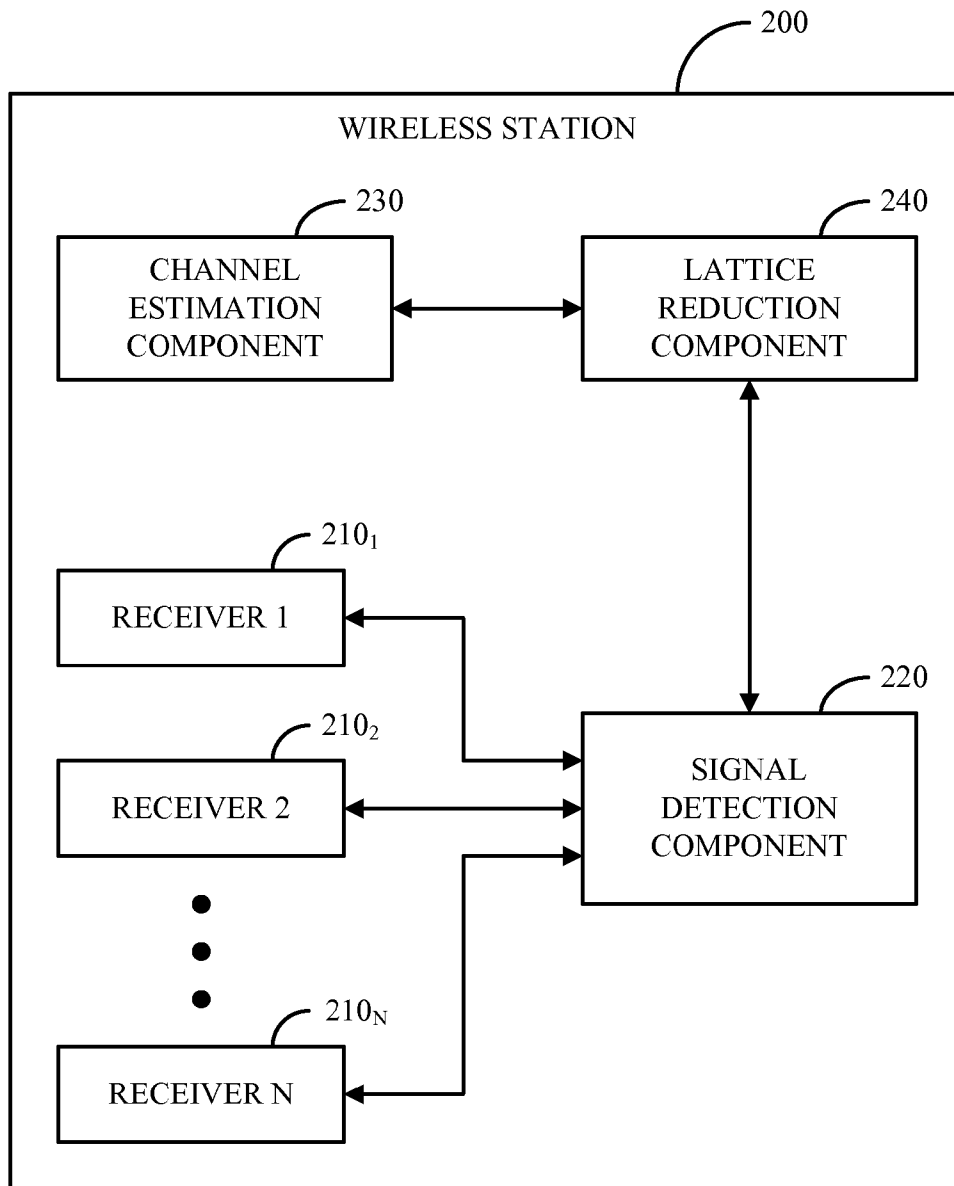 200
WIRELESS STATION
230
240
CHANNEL
ESTIMATION
COMPONENT
LATTICE
REDUCTION
COMPONENT
210₁
RECEIVER 1
220
210₂
RECEIVER 2
SIGNAL
DETECTION
COMPONENT
210_N
RECEIVER N